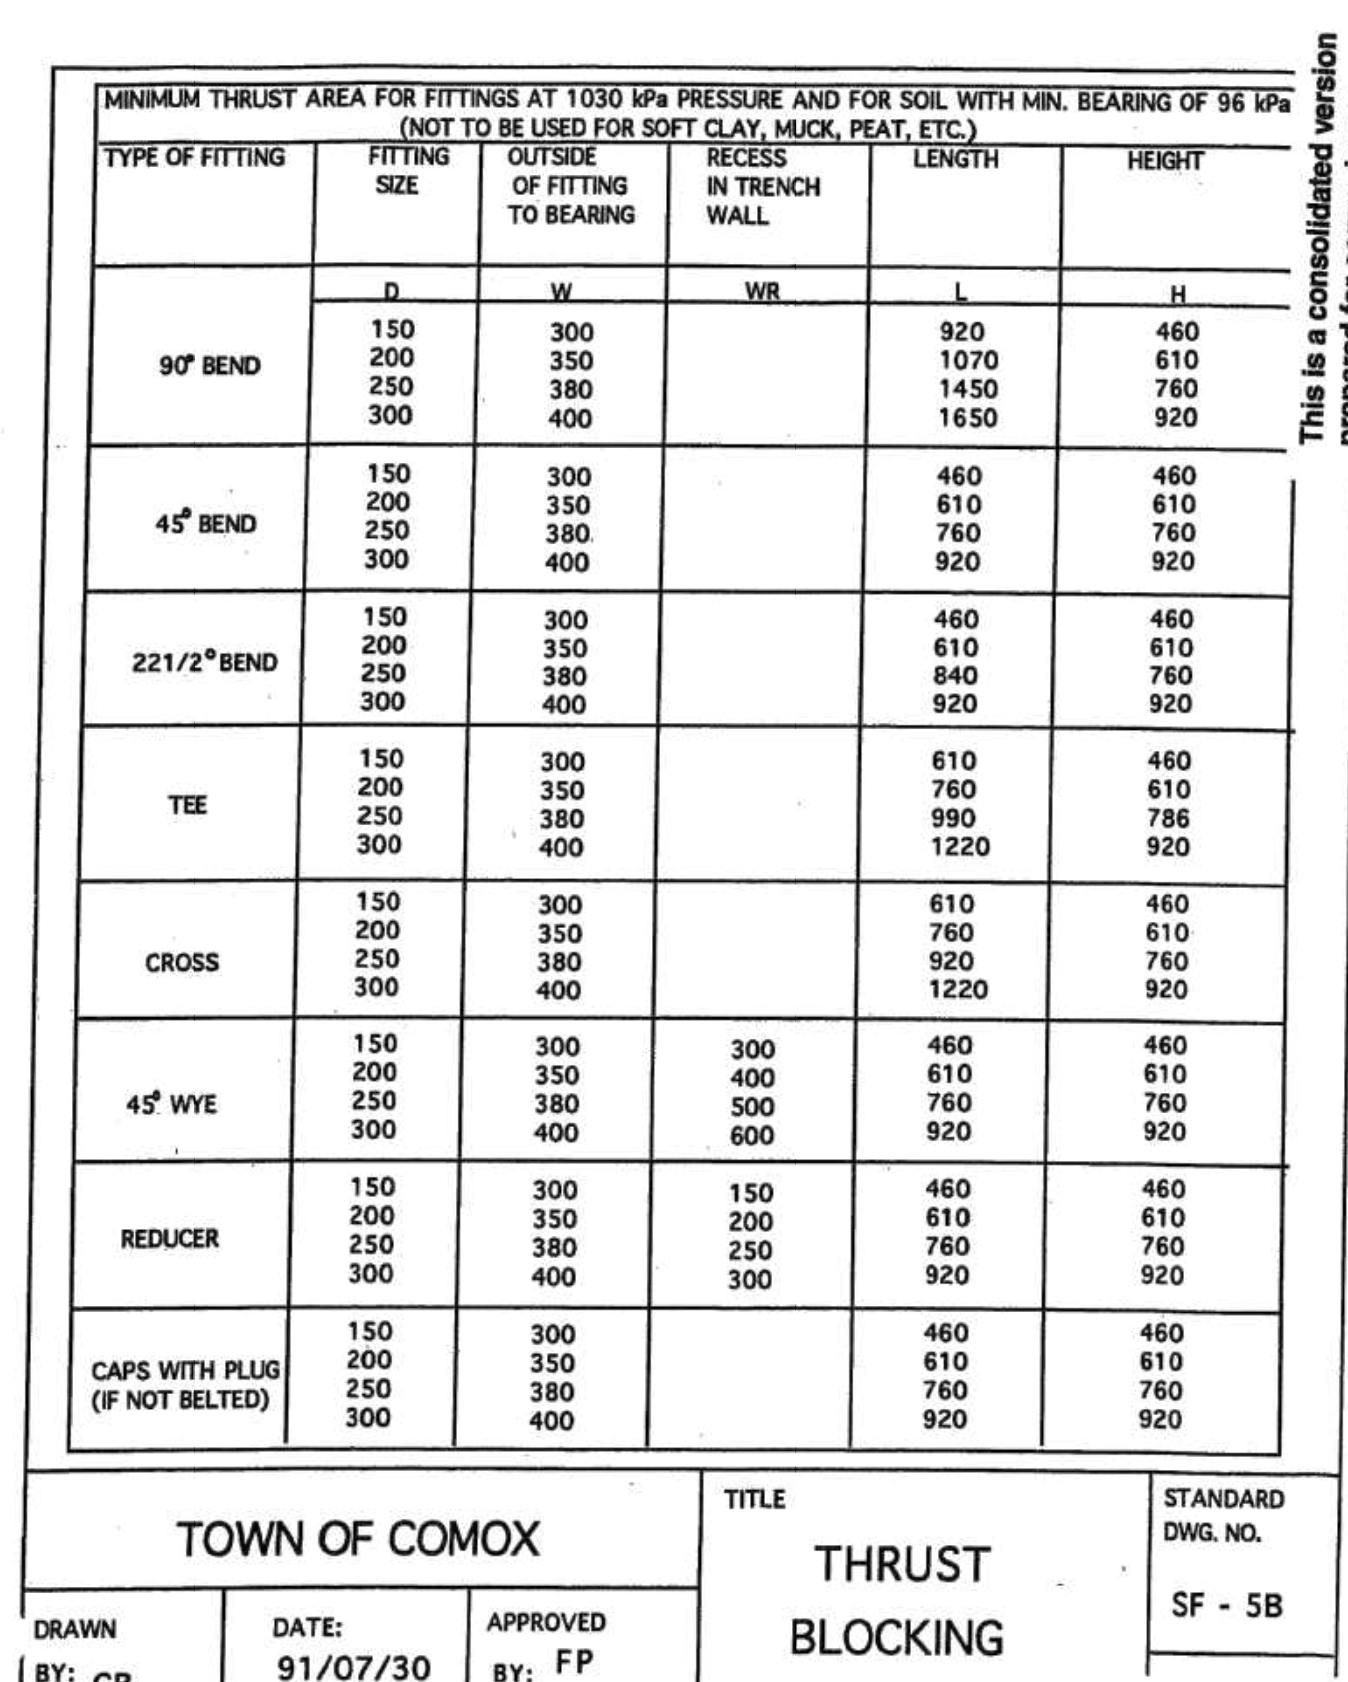 MINIMUM THRUST AREA FOR FITTINGS AT 1030 kPa PRESSURE AND FOR SOIL WITH MIN. BEARING OF 96 kPa
(NOT TO BE USED FOR SOFT CLAY, MUCK, PEAT, ETC.)
TYPE OF FITTING FITTING SIZE OUTSIDE OF FITTING TO BEARING RECESS IN TRENCH WALL LENGTH HEIGHT
D W WR L H
90° BEND
150 300 920 460
200 350 1070 610
250 380 1450 760
300 400 1650 920
45° BEND
150 300 460 460
200 350 610 610
250 380 760 760
300 400 920 920
221/2° BEND
150 300 460 460
200 350 610 610
250 380 840 760
300 400 920 920
TEE
150 300 610 460
200 350 760 610
250 380 990 786
300 400 1220 920
CROSS
150 300 610 460
200 350 760 610
250 380 920 760
300 400 1220 920
45° WYE
150 300 300 460 460
200 350 400 610 610
250 380 500 760 760
300 400 600 920 920
REDUCER
150 300 150 460 460
200 350 200 610 610
250 380 250 760 760
300 400 300 920 920
CAPS WITH PLUG
(IF NOT BELTED)
150 300 460 460
200 350 610 610
250 380 760 760
300 400 920 920
TOWN OF COMOX
DRAWN
BY:
DATE:
91/07/30
APPROVED
BY: FP
TITLE
THRUST
BLOCKING
STANDARD
DWG. NO.
SF - 5B
This is a consolidated version